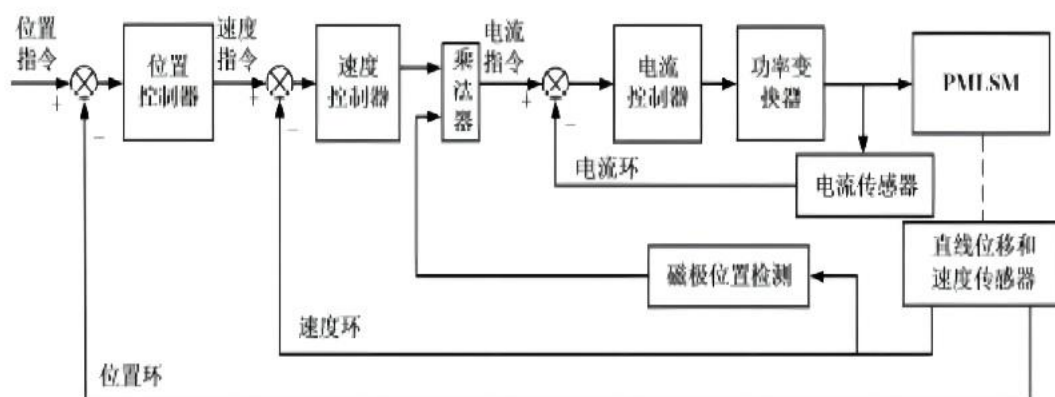 位置
指令
+
−
位置
控制器
速度
指令
+
−
速度
控制器
乘
法
器
电流
指令
+
−
电流
控制器
功率变
换器
PMLSM
电流环
电流传感器
直线位移和
速度传感器
磁极位置检测
速度环
位置环